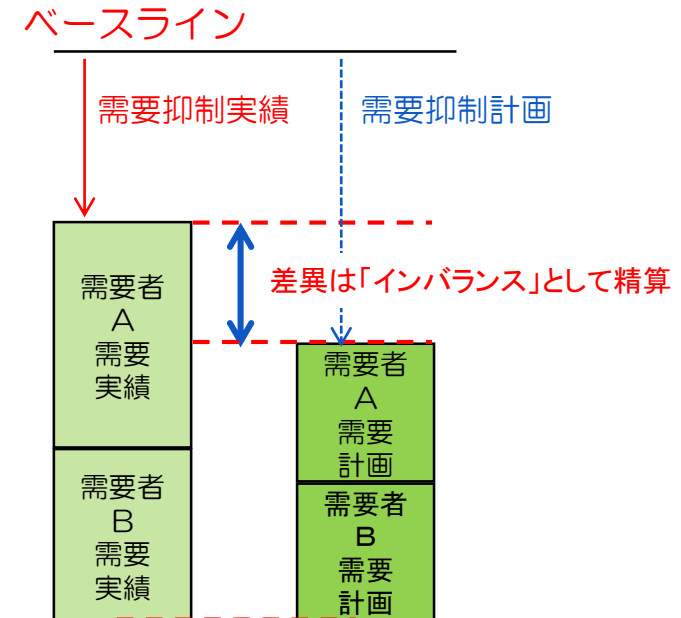 ベースライン
需要抑制実績
需要抑制計画
差異は「インバランス」として精算
需要者
A
需要
実績
需要者
B
需要
実績
需要者
A
需要
計画
需要者
B
需要
計画